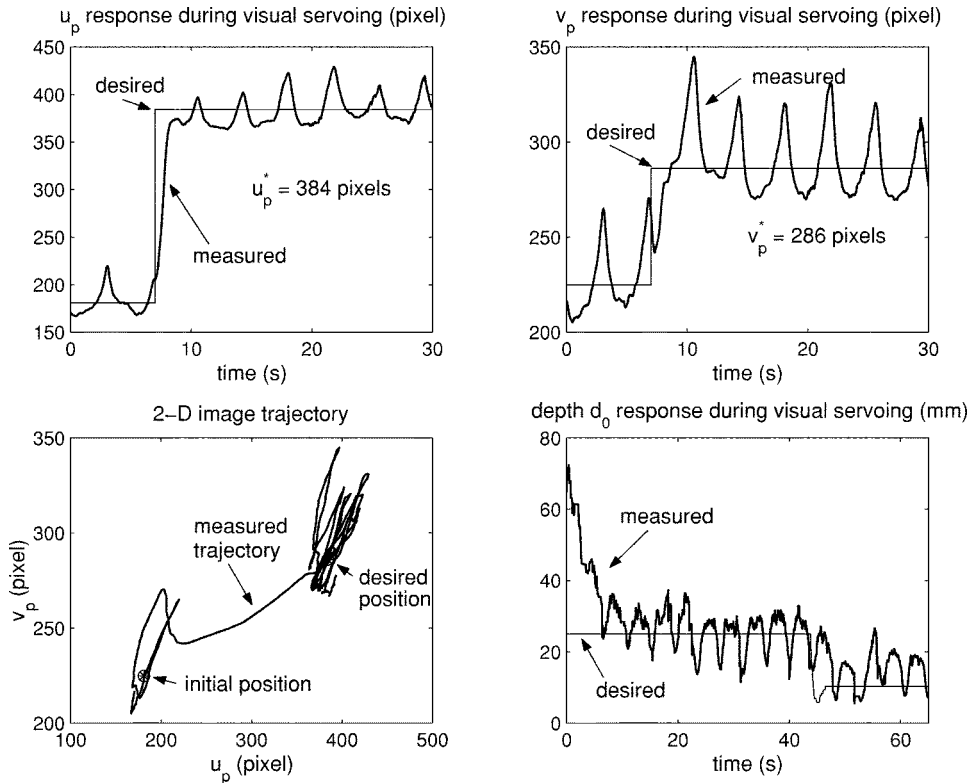 u_p response during visual servoing (pixel)
450
400
350
300
250
200
150
0
10
20
30
time (s)
desired
u_p^* = 384 pixels
measured
v_p response during visual servoing (pixel)
350
300
250
200
0
10
20
30
time (s)
measured
desired
v_p^* = 286 pixels
2−D image trajectory
350
300
250
200
100
200
300
400
500
v_p (pixel)
u_p (pixel)
measured
trajectory
desired
position
initial position
depth d_0 response during visual servoing (mm)
80
60
40
20
0
0
20
40
60
time (s)
measured
desired